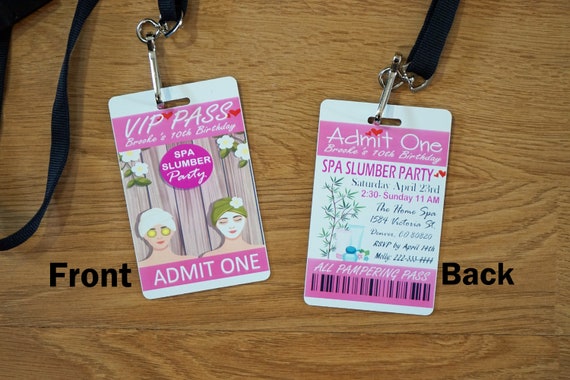 VIP PASS
Brooke's 10th Birthday
SPA
SLUMBER
Party
ADMIT ONE
Front
Admit One
Brooke's 10th Birthday
SPA SLUMBER PARTY
Saturday April 23rd
2:30- Sunday 11 AM
The Home Spa
1584 Victoria St
Denver, CO 80820
RSVP by April 14th
Molly: 222-333-4444
ALL PAMPERING PASS
Back